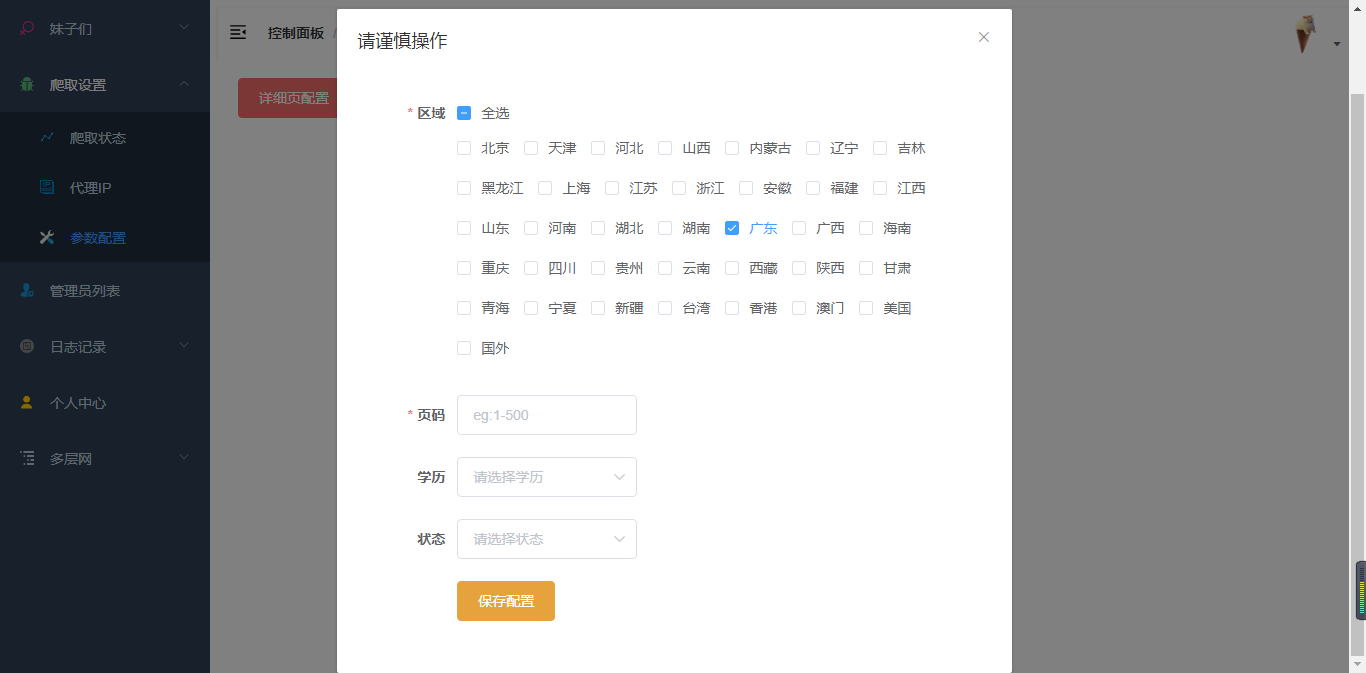 妹子们
爬取设置
爬取状态
代理IP
参数配置
管理员列表
日志记录
个人中心
多层网
控制面板 /
详细页配置
请谨慎操作
* 区域 全选
北京 天津 河北 山西 内蒙古 辽宁 吉林
黑龙江 上海 江苏 浙江 安徽 福建 江西
山东 河南 湖北 湖南 广东 广西 海南
重庆 四川 贵州 云南 西藏 陕西 甘肃
青海 宁夏 新疆 台湾 香港 澳门 美国
国外
* 页码 eg:1-500
学历 请选择学历
状态 请选择状态
保存配置